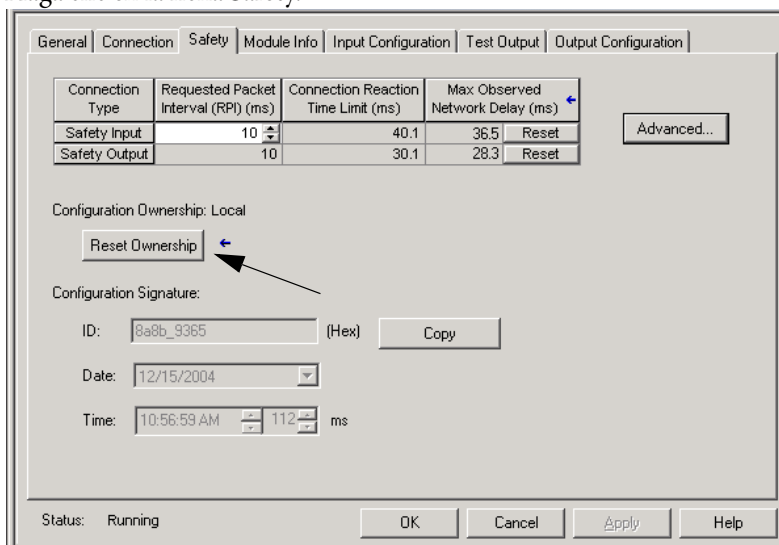 General Connection Safety Module Info Input Configuration Test Output Output Configuration
Connection Type Requested Packet Interval (RPI) (ms) Connection Reaction Time Limit (ms) Max Observed Network Delay (ms)
Safety Input 10 40.1 36.5 Reset
Safety Output 10 30.1 28.3 Reset
Advanced...
Configuration Ownership: Local
Reset Ownership
Configuration Signature:
ID: 8a8b_9365 (Hex) Copy
Date: 12/15/2004
Time: 10:56:59 AM 112 ms
Status: Running OK Cancel Apply Help